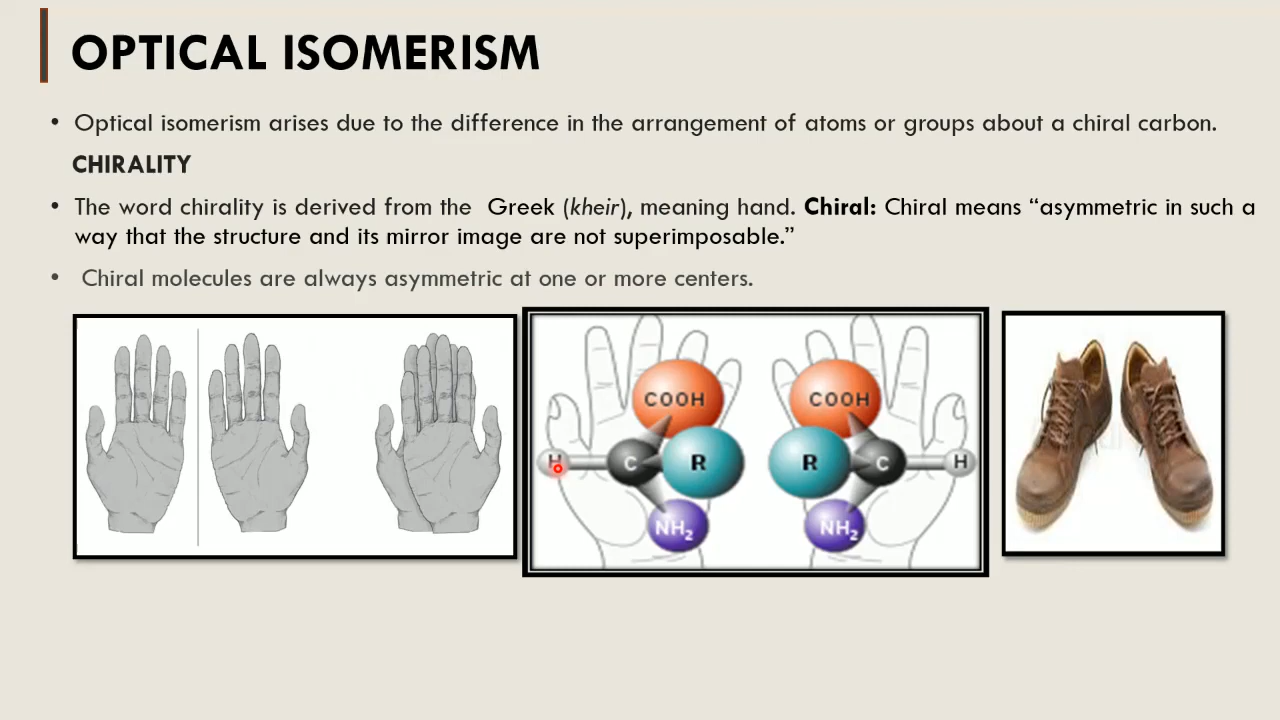 OPTICAL ISOMERISM
• Optical isomerism arises due to the difference in the arrangement of atoms or groups about a chiral carbon.
CHIRALITY
• The word chirality is derived from the Greek (kheir), meaning hand. Chiral: Chiral means “asymmetric in such a
way that the structure and its mirror image are not superimposable.”
• Chiral molecules are always asymmetric at one or more centers.
COOH COOH
H C R R C H
NH₂ NH₂